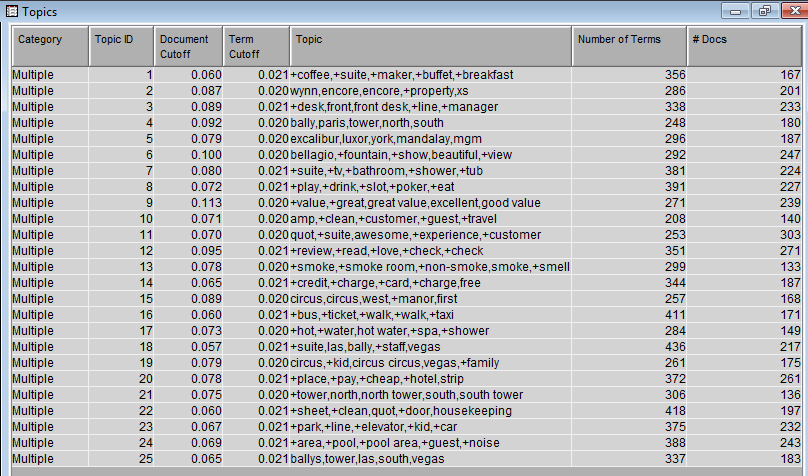 Topics
Category Topic ID Document Cutoff Term Cutoff Topic Number of Terms # Docs
Multiple 1 0.060 0.021 +coffee,+suite,+maker,+buffet,+breakfast 356 167
Multiple 2 0.087 0.020 wynn,encore,encore,+property,xs 286 201
Multiple 3 0.089 0.021 +desk,front,front desk,+line,+manager 338 233
Multiple 4 0.092 0.020 bally,paris,tower,north,south 248 180
Multiple 5 0.079 0.020 excalibur,luxor,york,mandalay,mgm 296 187
Multiple 6 0.100 0.020 bellagio,+fountain,+show,beautiful,+view 292 247
Multiple 7 0.080 0.021 +suite,+tv,+bathroom,+shower,+tub 381 224
Multiple 8 0.072 0.021 +play,+drink,+slot,+poker,+eat 391 227
Multiple 9 0.113 0.020 +value,+great,great value,excellent,good value 271 239
Multiple 10 0.071 0.020 amp,+clean,+customer,+guest,+travel 208 140
Multiple 11 0.070 0.020 quot,+suite,awesome,+experience,+customer 253 303
Multiple 12 0.095 0.021 +review,+read,+love,+check,+check 351 271
Multiple 13 0.078 0.020 +smoke,+smoke room,+non-smoke,smoke,+smell 299 133
Multiple 14 0.065 0.021 +credit,+charge,+card,+charge,free 344 187
Multiple 15 0.089 0.020 circus,circus,west,+manor,first 257 168
Multiple 16 0.060 0.021 +bus,+ticket,+walk,+walk,+taxi 411 171
Multiple 17 0.073 0.020 +hot,+water,hot water,+spa,+shower 284 149
Multiple 18 0.057 0.021 +suite,las,bally,+staff,vegas 436 217
Multiple 19 0.079 0.020 circus,+kid,circus circus,vegas,+family 261 175
Multiple 20 0.078 0.021 +place,+pay,+cheap,+hotel,strip 372 261
Multiple 21 0.075 0.020 +tower,north,north tower,south,south tower 306 136
Multiple 22 0.060 0.021 +sheet,+clean,quot,+door,housekeeping 418 197
Multiple 23 0.067 0.021 +park,+line,+elevator,+kid,+car 375 232
Multiple 24 0.069 0.021 +area,+pool,+pool area,+guest,+noise 388 243
Multiple 25 0.065 0.021 ballys,tower,las,south,vegas 337 183